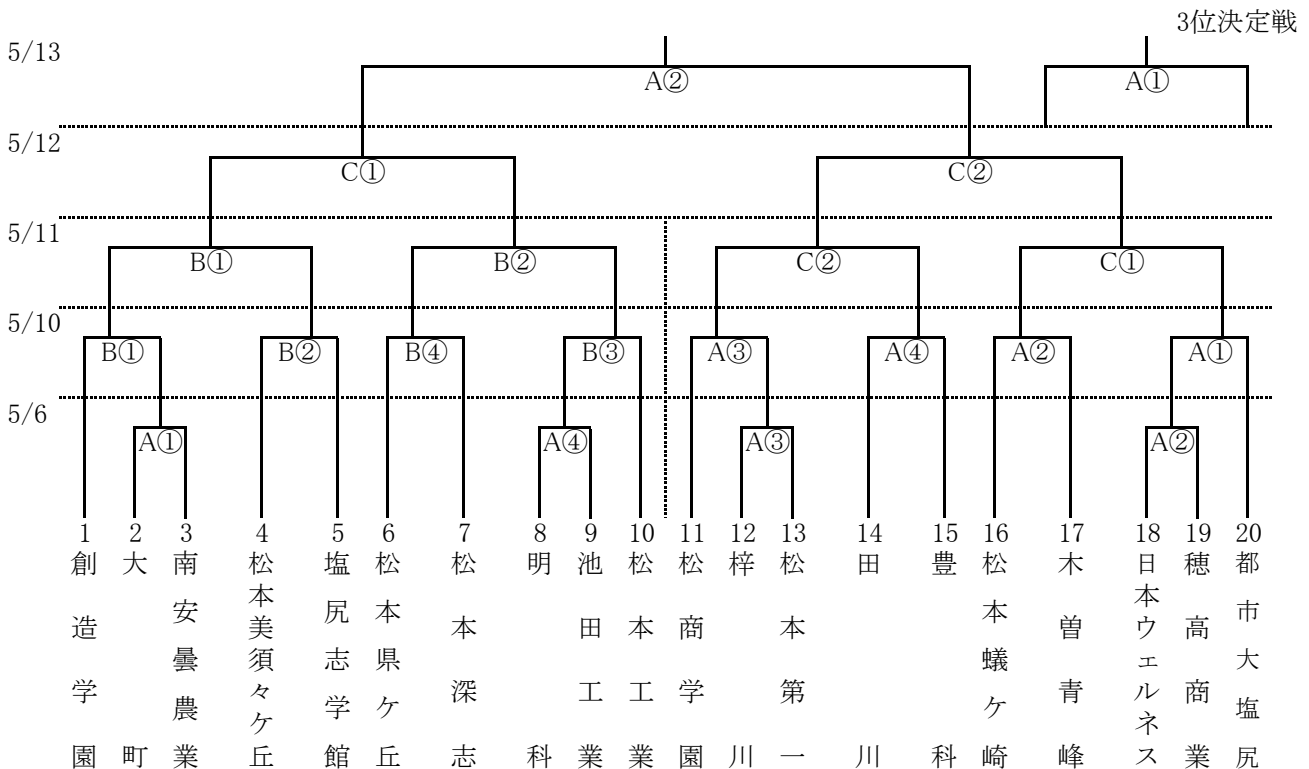 3位決定戦
5/13
A② A①
5/12
C① C②
5/11
B① B② C② C①
5/10
B① B② B④ B③ A③ A④ A② A①
5/6
A① A④ A③ A②
1 2 3 4 5 6 7 8 9 10 11 12 13 14 15 16 17 18 19 20
創造学園
大町
南安曇農業
松本美須々ケ丘
塩尻志学館
松本県ケ丘
松本深志
明科
池田工業
松本工業
松商学園
梓川
松本第一
田川
豊科
松本蟻ケ崎
木曽青峰
日本ウェルネス
穂高商業
都市大塩尻